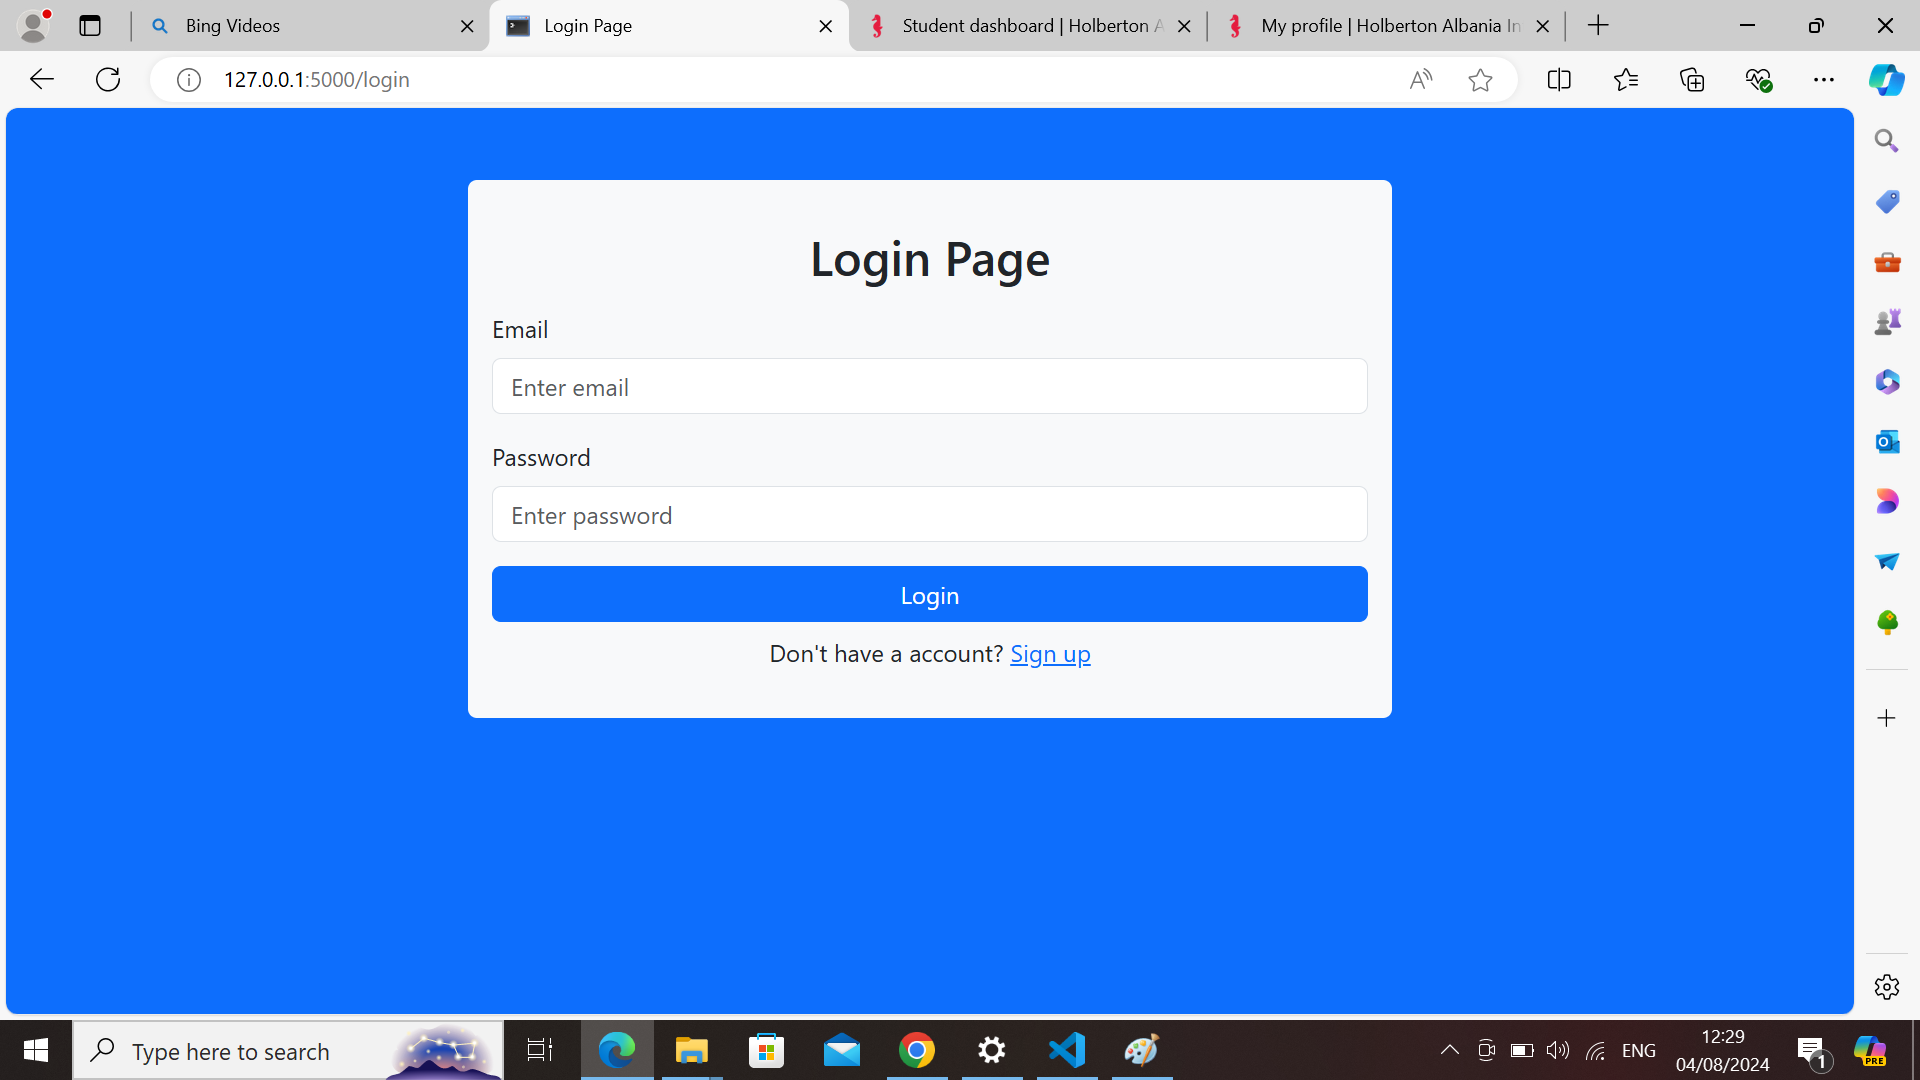 Bing Videos
Login Page
Student dashboard | Holberton A
My profile | Holberton Albania In
127.0.0.1:5000/login
Login Page
Email
Enter email
Password
Enter password
Login
Don't have a account? Sign up
Type here to search
ENG
12:29
04/08/2024
1
PRE